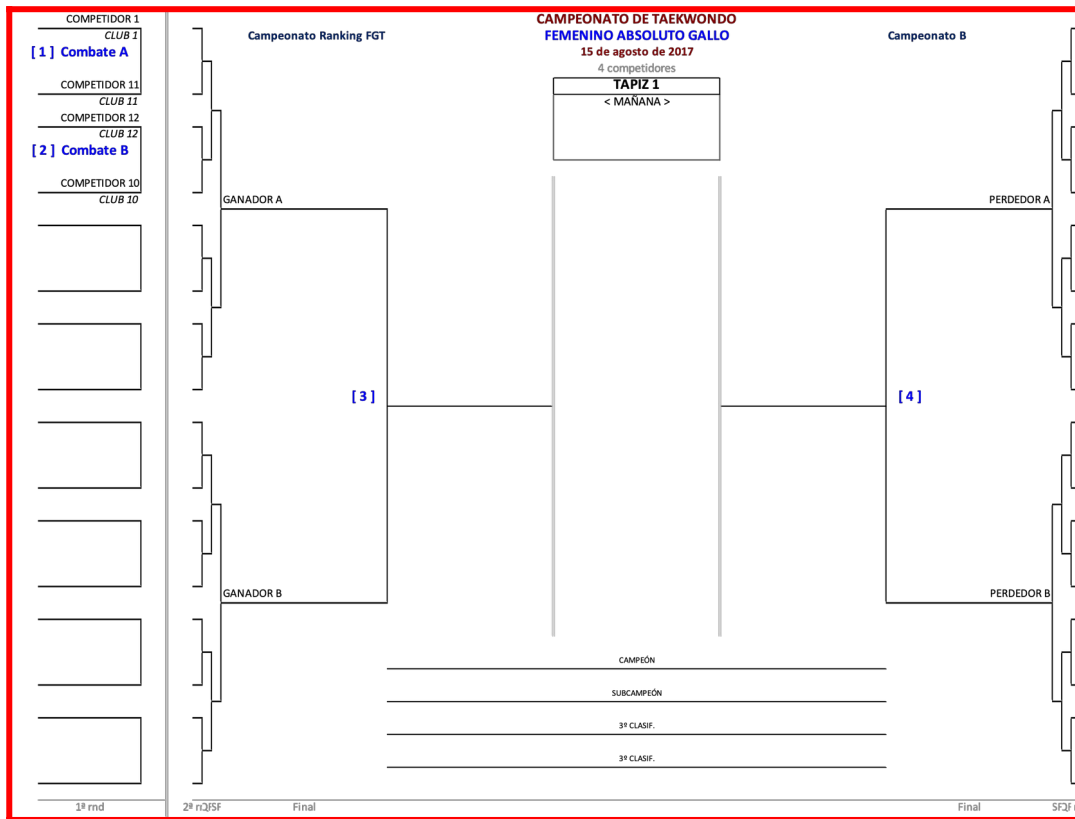 COMPETIDOR 1
CLUB 1
[ 1 ] Combate A
COMPETIDOR 11
CLUB 11
COMPETIDOR 12
CLUB 12
[ 2 ] Combate B
COMPETIDOR 10
CLUB 10
Campeonato Ranking FGT
CAMPEONATO DE TAEKWONDO
FEMENINO ABSOLUTO GALLO
15 de agosto de 2017
4 competidores
TAPIZ 1
< MAÑANA >
Campeonato B
GANADOR A
PERDEDOR A
[ 3 ]
[ 4 ]
GANADOR B
PERDEDOR B
CAMPEÓN
SUBCAMPEÓN
3º CLASIF.
3º CLASIF.
1ª rnd
Final
Final